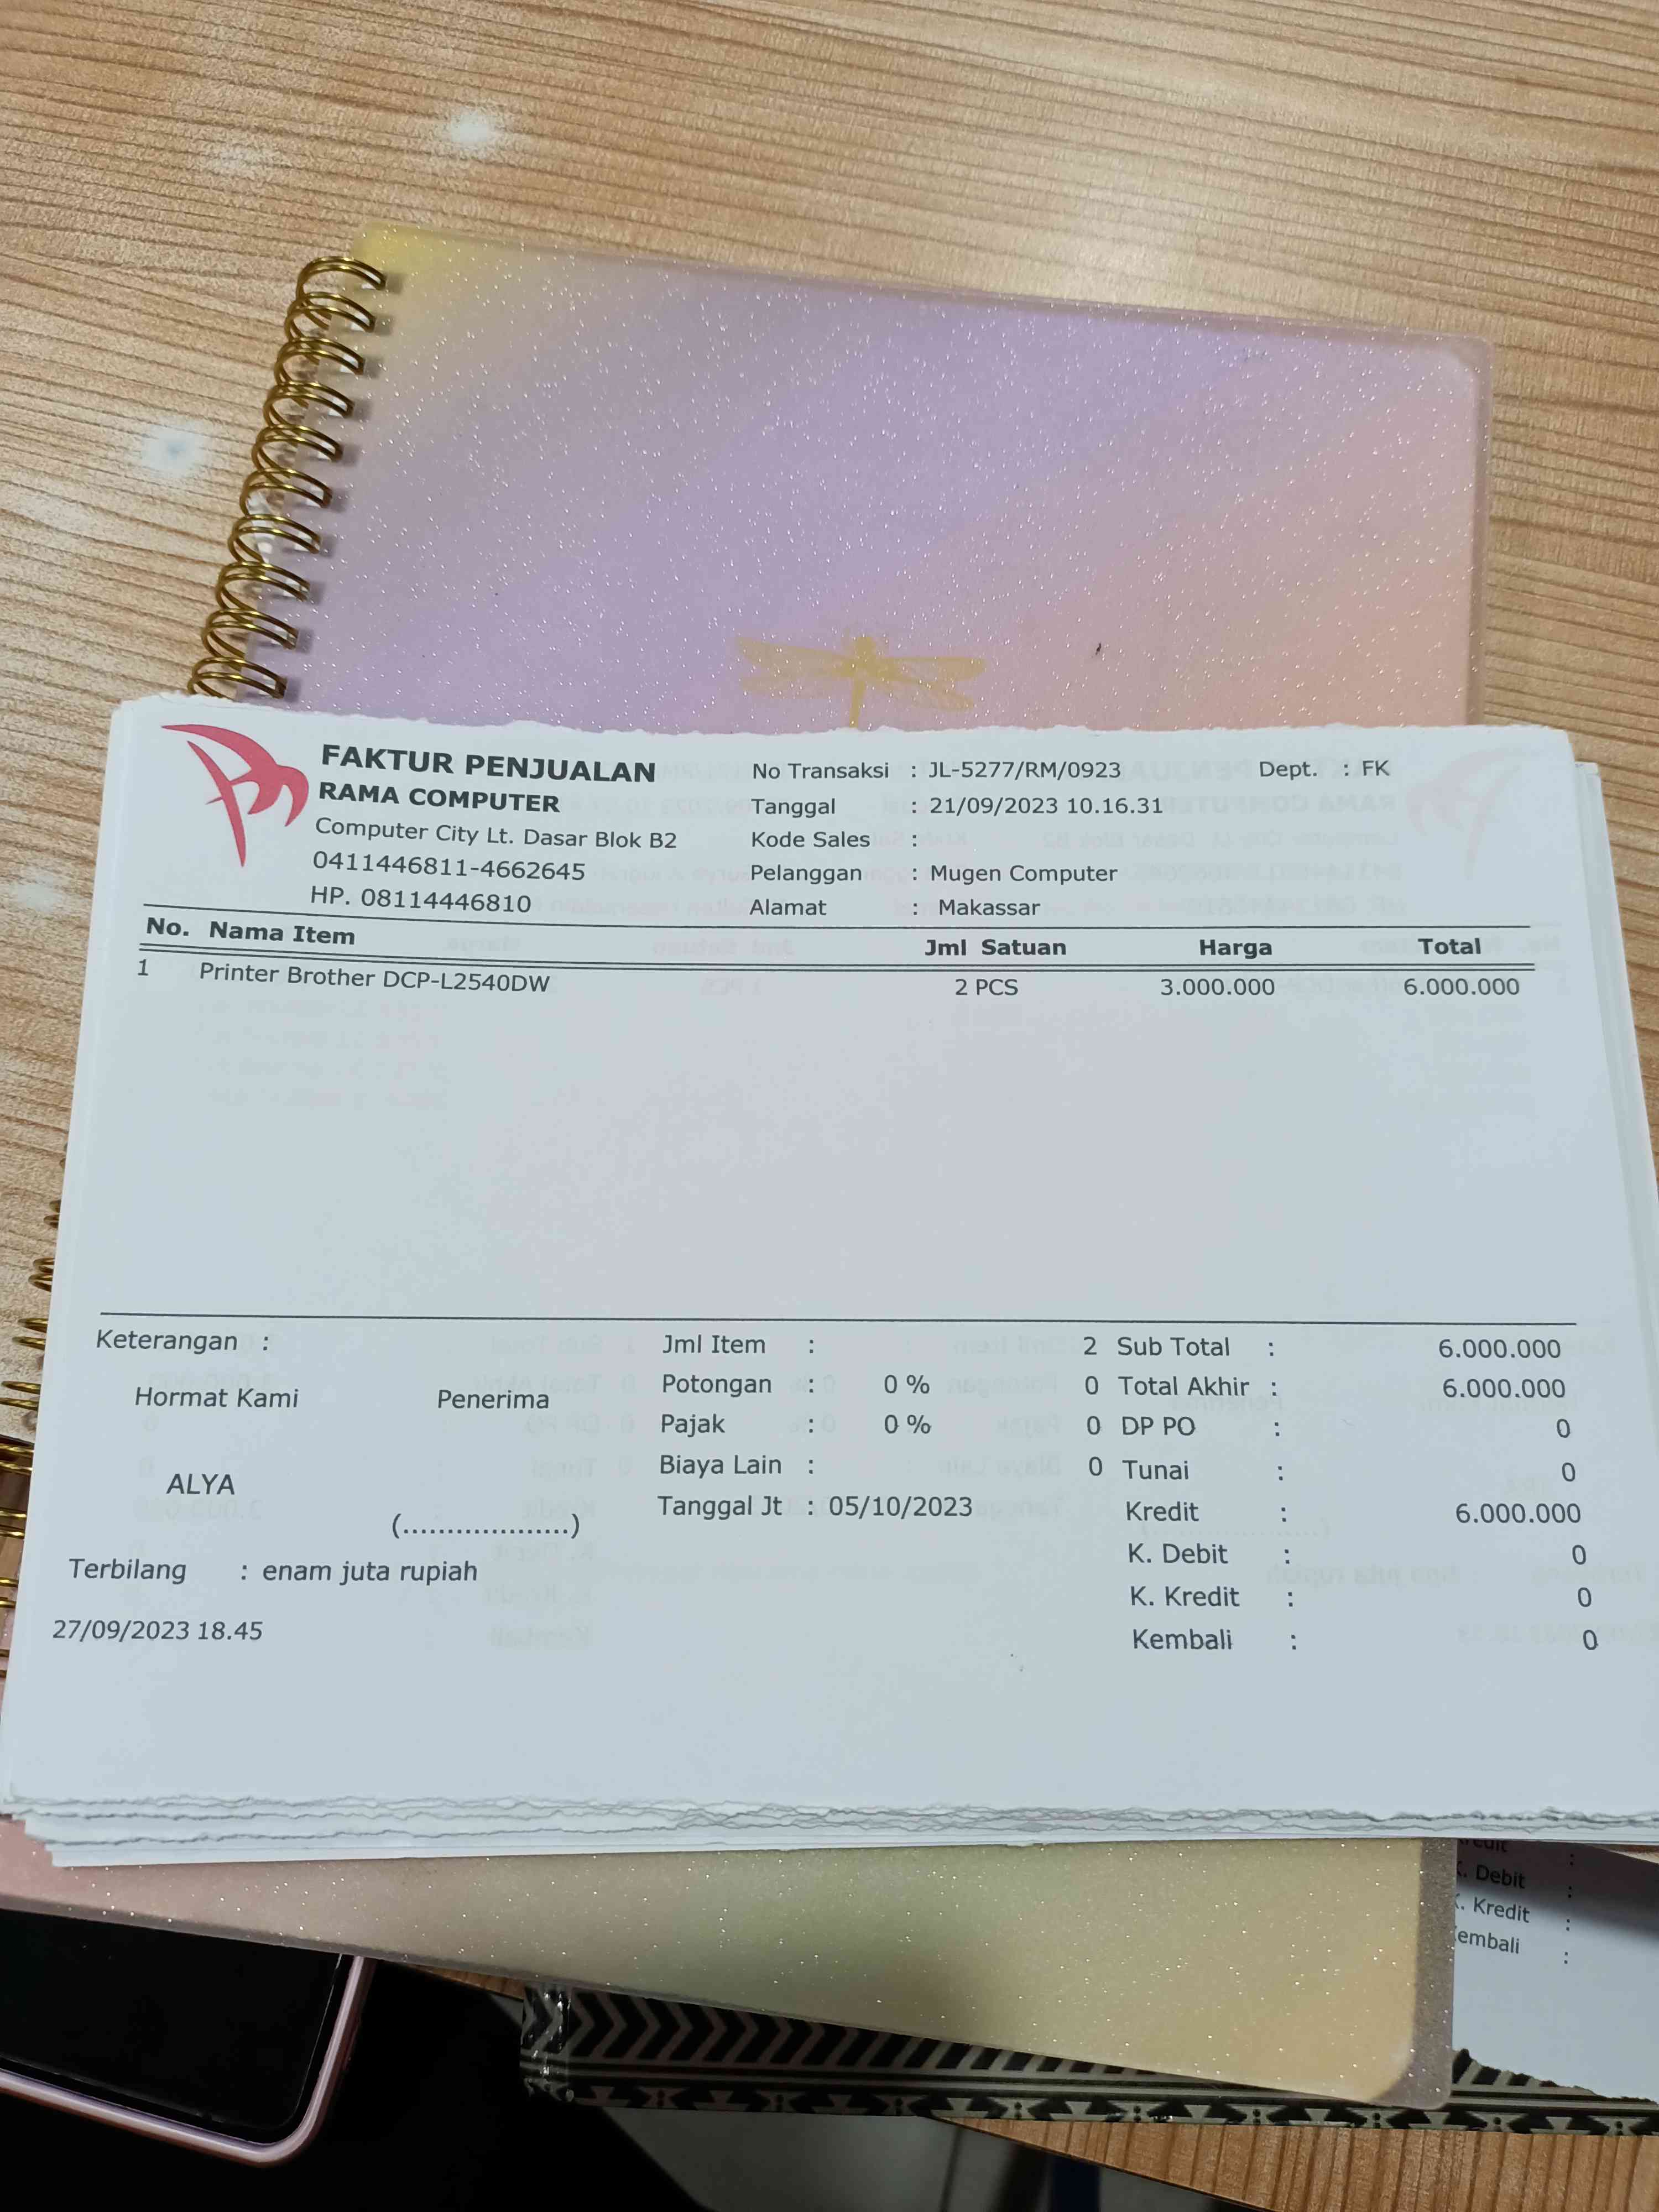 FAKTUR PENJUALAN
RAMA COMPUTER
Computer City Lt. Dasar Blok B2
0411446811-4662645
HP. 08114446810
No Transaksi : JL-5277/RM/0923 Dept. : FK
Tanggal : 21/09/2023 10.16.31
Kode Sales :
Pelanggan : Mugen Computer
Alamat : Makassar
No. Nama Item Jml Satuan Harga Total
1 Printer Brother DCP-L2540DW 2 PCS 3.000.000 6.000.000
Keterangan :
Hormat Kami Penerima
ALYA
(...................)
Terbilang : enam juta rupiah
27/09/2023 18.45
Jml Item : 2
Potongan : 0 % 0
Pajak : 0 % 0
Biaya Lain : 0
Tanggal Jt : 05/10/2023
Sub Total : 6.000.000
Total Akhir : 6.000.000
DP PO : 0
Tunai : 0
Kredit : 6.000.000
K. Debit : 0
K. Kredit : 0
Kembali : 0
K. Debit :
K. Kredit :
embali :